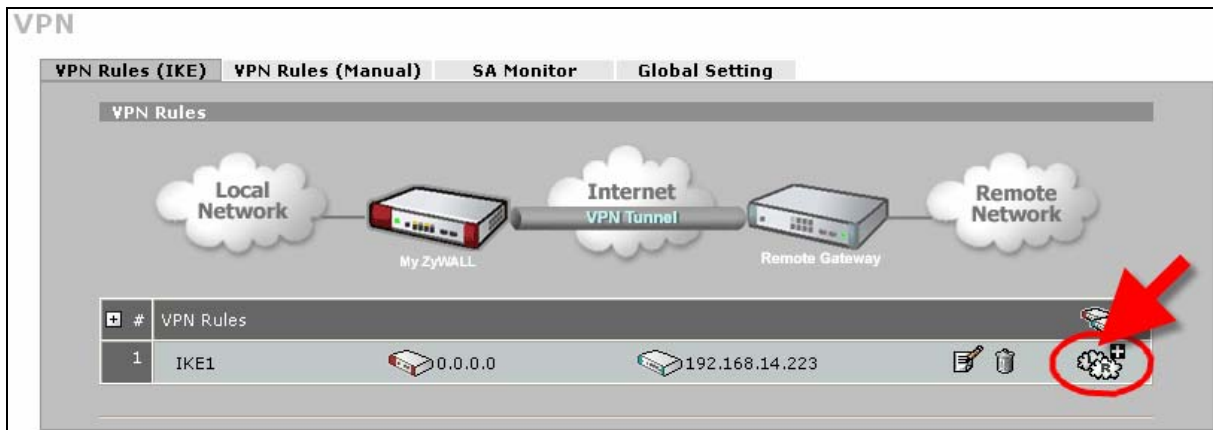 VPN
VPN Rules (IKE) VPN Rules (Manual) SA Monitor Global Setting
VPN Rules
Local
Network
Internet
VPN Tunnel
Remote
Network
My ZyWALL
Remote Gateway
# VPN Rules
1 IKE1 0.0.0.0 192.168.14.223
R